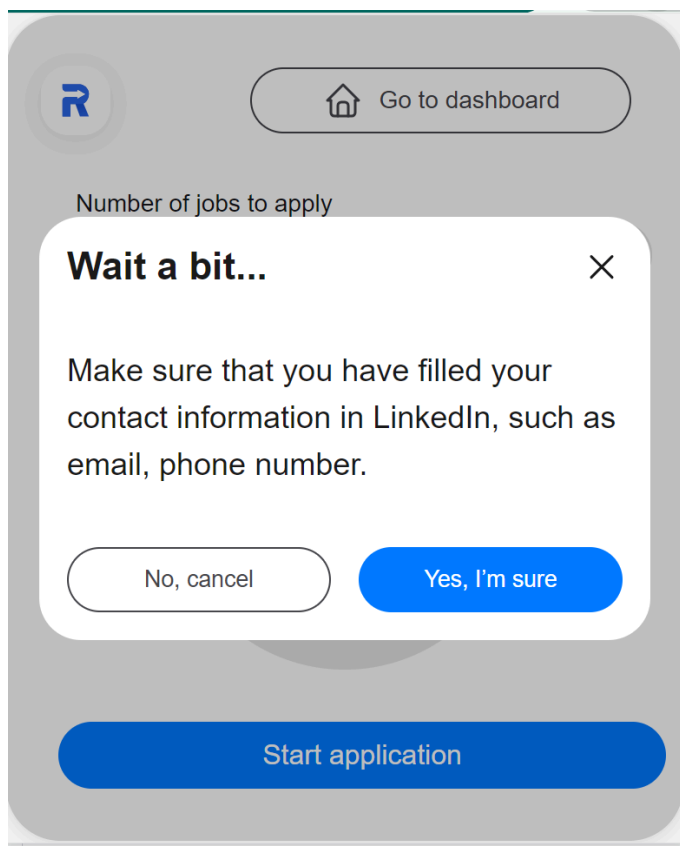 R
Go to dashboard
Number of jobs to apply
Wait a bit...
Make sure that you have filled your
contact information in LinkedIn, such as
email, phone number.
No, cancel
Yes, I’m sure
Start application